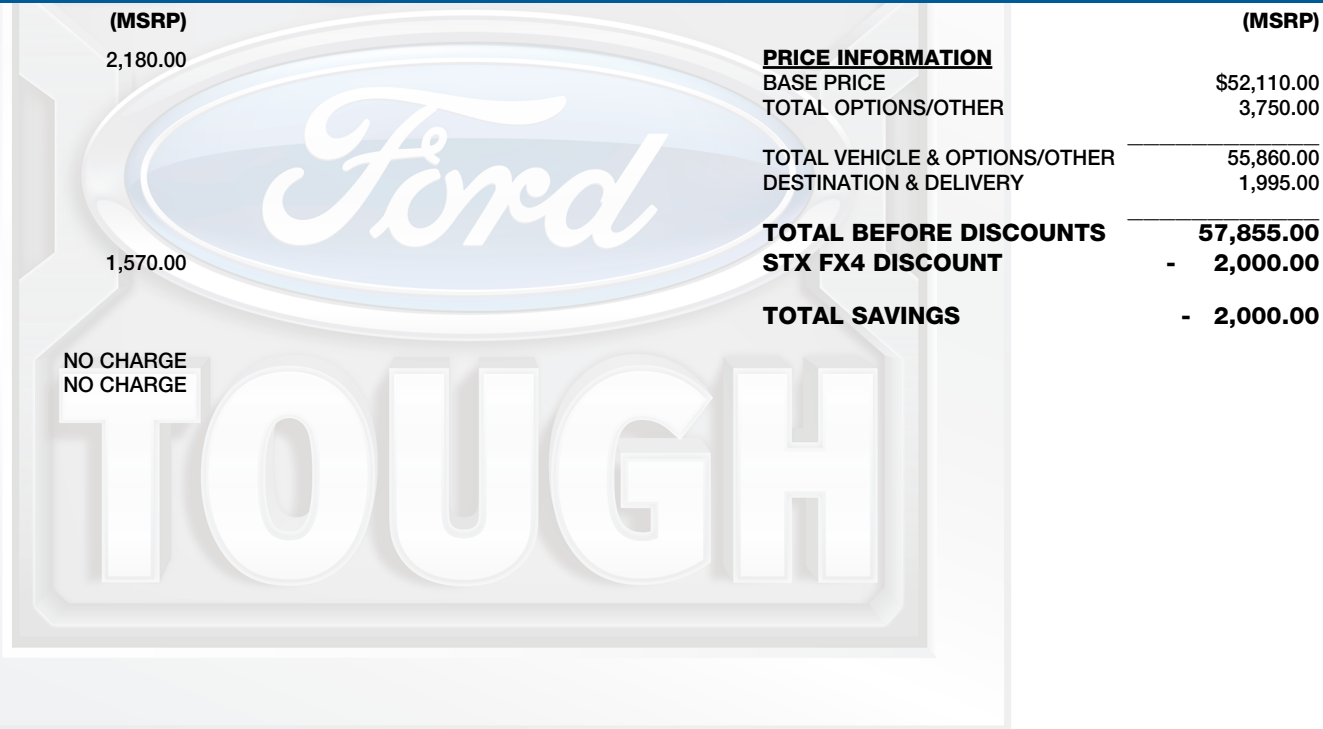 (MSRP)
2,180.00
1,570.00
NO CHARGE
NO CHARGE
Ford
TOUGH
(MSRP)
PRICE INFORMATION
BASE PRICE $52,110.00
TOTAL OPTIONS/OTHER 3,750.00
TOTAL VEHICLE & OPTIONS/OTHER 55,860.00
DESTINATION & DELIVERY 1,995.00
TOTAL BEFORE DISCOUNTS 57,855.00
STX FX4 DISCOUNT - 2,000.00
TOTAL SAVINGS - 2,000.00